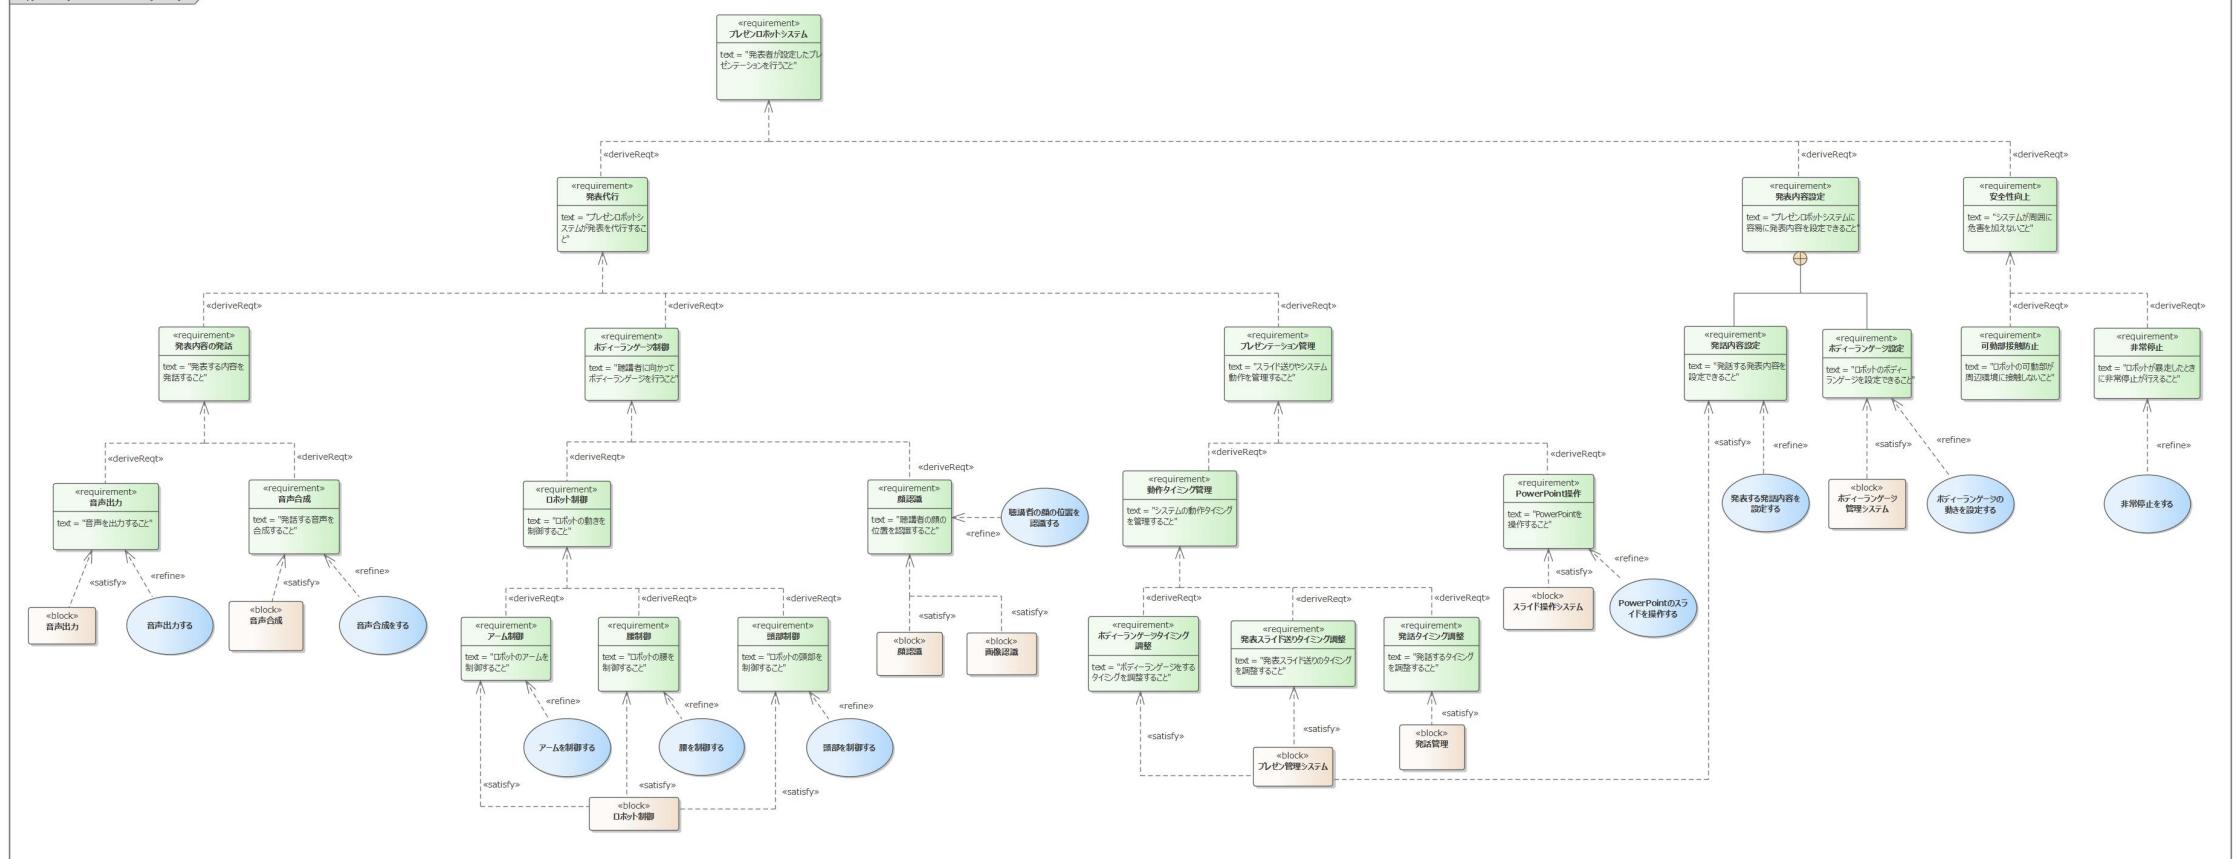 «requirement»
プレゼンロボットシステム
text = "発表者が設定したプレ
ゼンテーションを行うこと"
«deriveReqt»
«deriveReqt»
«deriveReqt»
«requirement»
発表代行
text = "プレゼンロボットシ
ステムが発表を代行するこ
と"
«requirement»
発表内容設定
text = "プレゼンロボットシステムに
容易に発表内容を設定できること"
«requirement»
安全性向上
text = "システムが周囲に
危害を加えないこと"
«deriveReqt»
«deriveReqt»
«deriveReqt»
«deriveReqt»
«deriveReqt»
«requirement»
発表内容の発話
text = "発表する内容を
発話すること"
«requirement»
ボディーランゲージ制御
text = "聴講者に向かって
ボディーランゲージを行うこと"
«requirement»
プレゼンテーション管理
text = "スライド送りやシステム
動作を管理すること"
«requirement»
発話内容設定
text = "発話する発表内容を
設定できること"
«requirement»
ボディーランゲージ設定
text = "ロボットのボディー
ランゲージを設定できること"
«requirement»
可動部接触防止
text = "ロボットの可動部が
周辺環境に接触しないこと"
«requirement»
非常停止
text = "ロボットが暴走したとき
に非常停止が行えること"
«deriveReqt»
«deriveReqt»
«deriveReqt»
«deriveReqt»
«deriveReqt»
«deriveReqt»
«satisfy»
«refine»
«satisfy»
«refine»
«refine»
«requirement»
音声出力
text = "音声を出力すること"
«requirement»
音声合成
text = "発話する音声を
合成すること"
«requirement»
ロボット制御
text = "ロボットの動きを
制御すること"
«requirement»
顔認識
text = "聴講者の顔の
位置を認識すること"
«refine»
聴講者の顔の位置を
認識する
«requirement»
動作タイミング管理
text = "システムの動作タイミング
を管理すること"
«requirement»
PowerPoint操作
text = "PowerPointを
操作すること"
発表する発話内容を
設定する
«block»
ボディーランゲージ
管理システム
ボディーランゲージの
動きを設定する
非常停止をする
«satisfy»
«refine»
«satisfy»
«refine»
«deriveReqt»
«deriveReqt»
«deriveReqt»
«satisfy»
«satisfy»
«deriveReqt»
«deriveReqt»
«deriveReqt»
«satisfy»
«refine»
«block»
音声出力
音声出力する
«block»
音声合成
音声合成をする
«requirement»
アーム制御
text = "ロボットのアームを
制御すること"
«requirement»
腰制御
text = "ロボットの腰を
制御すること"
«requirement»
頭部制御
text = "ロボットの頭部を
制御すること"
«block»
顔認識
«block»
画像認識
«requirement»
ボディーランゲージタイミング
調整
text = "ボディーランゲージをする
タイミングを調整すること"
«requirement»
発表スライド送りタイミング調整
text = "発表スライド送りのタイミング
を調整すること"
«requirement»
発話タイミング調整
text = "発話するタイミング
を調整すること"
«block»
スライド操作システム
PowerPointのスラ
イドを操作する
«refine»
«refine»
«refine»
«satisfy»
«satisfy»
«satisfy»
アームを制御する
腰を制御する
頭部を制御する
«block»
プレゼン管理システム
«block»
発話管理
«satisfy»
«satisfy»
«satisfy»
«block»
ロボット制御